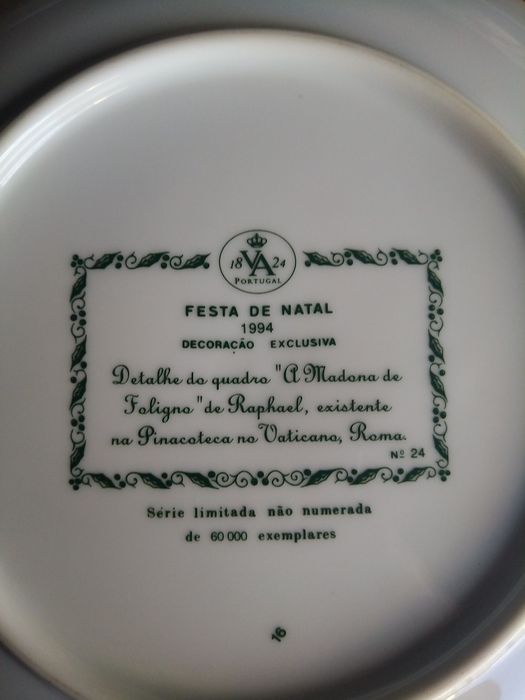 18 VA 24
PORTUGAL
FESTA DE NATAL
1994
DECORAÇÃO EXCLUSIVA
Detalhe do quadro "A Madona de
Foligno" de Raphael, existente
na Pinacoteca no Vaticano, Roma.
Nº 24
Série limitada não numerada
de 60 000 exemplares
16